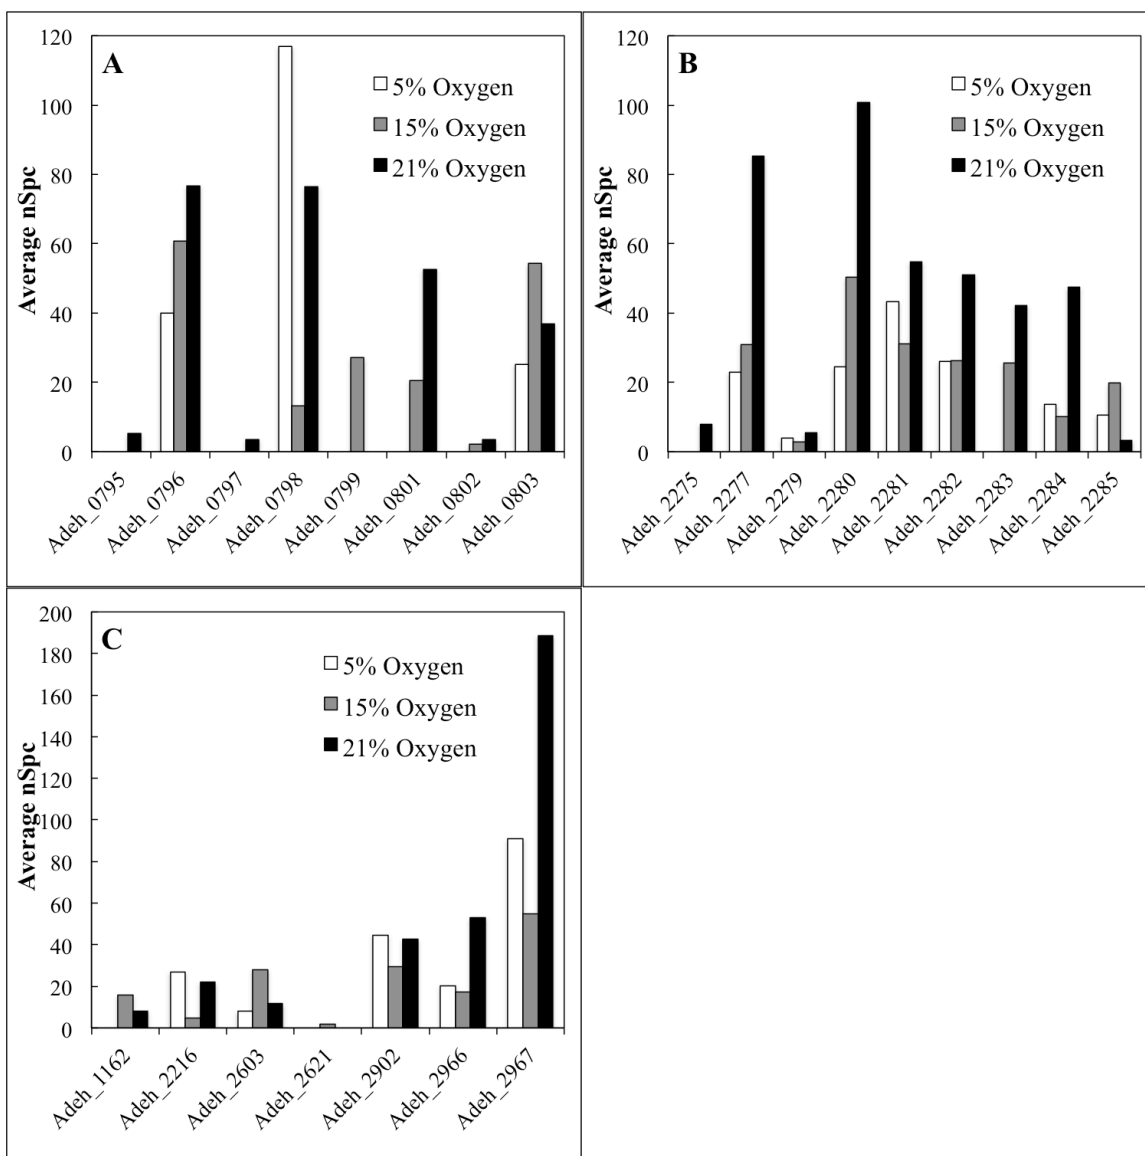 A
5% Oxygen
15% Oxygen
21% Oxygen
Average nSpc
120
100
80
60
40
20
0
Adeh_0795
Adeh_0796
Adeh_0797
Adeh_0798
Adeh_0799
Adeh_0801
Adeh_0802
Adeh_0803
B
5% Oxygen
15% Oxygen
21% Oxygen
Average nSpc
120
100
80
60
40
20
0
Adeh_2275
Adeh_2277
Adeh_2279
Adeh_2280
Adeh_2281
Adeh_2282
Adeh_2283
Adeh_2284
Adeh_2285
C
5% Oxygen
15% Oxygen
21% Oxygen
Average nSpc
200
180
160
140
120
100
80
60
40
20
0
Adeh_1162
Adeh_2216
Adeh_2603
Adeh_2621
Adeh_2902
Adeh_2966
Adeh_2967